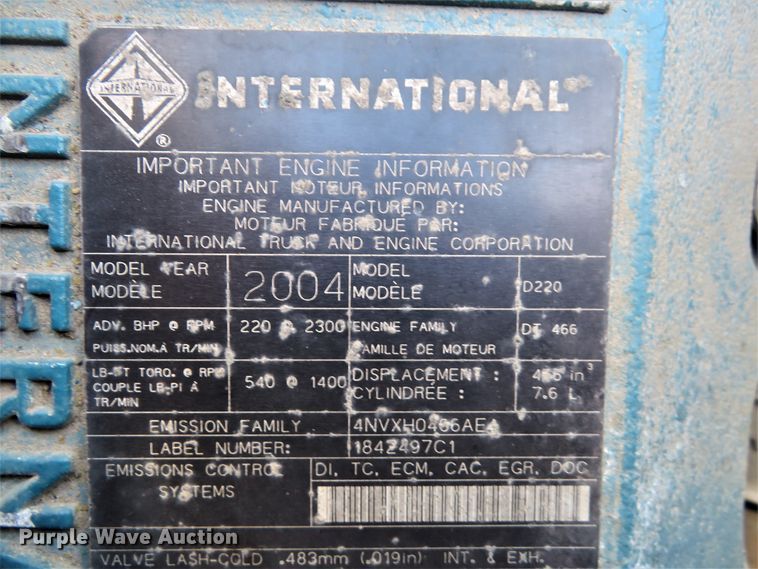 INTERN
INTERNATIONAL
INTERNATIONAL
®
IMPORTANT ENGINE INFORMATION
IMPORTANT MOTEUR INFORMATIONS
ENGINE MANUFACTURED BY:
MOTEUR FABRIQUE PAR:
INTERNATIONAL TRUCK AND ENGINE CORPORATION
MODEL YEAR 2004 MODEL D220
MODÈLE MODÈLE
ADV. BHP @ RPM 220 @ 2300 ENGINE FAMILY DT 466
PUISS.NOM.À TR/MIN FAMILLE DE MOTEUR
LB-FT TORQ. @ RPM 540 @ 1400 DISPLACEMENT : 466 in³
COUPLE LB-PI À CYLINDRÉE : 7.6 L
TR/MIN
EMISSION FAMILY 4NVXH0466AEA
LABEL NUMBER: 1842497C1
EMISSIONS CONTROL DI, TC, ECM, CAC, EGR, DOC
SYSTEMS
VALVE LASH-COLD .483mm (.019in) INT. & EXH.
Purple Wave Auction